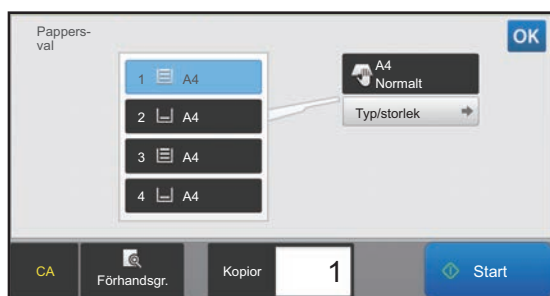 Pappers-
val
OK
1 A4
2 A4
3 A4
4 A4
A4
Normalt
Typ/storlek
CA
Förhandsgr.
Kopior
1
Start